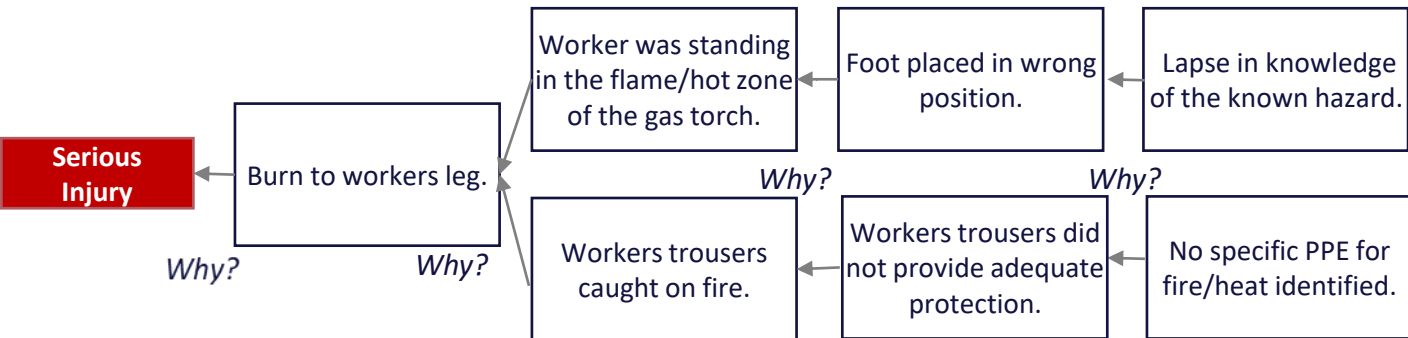 Serious
Injury
Why?
Burn to workers leg.
Why?
Worker was standing
in the flame/hot zone
of the gas torch.
Foot placed in wrong
position.
Lapse in knowledge
of the known hazard.
Why?
Why?
Workers trousers
caught on fire.
Workers trousers did
not provide adequate
protection.
No specific PPE for
fire/heat identified.